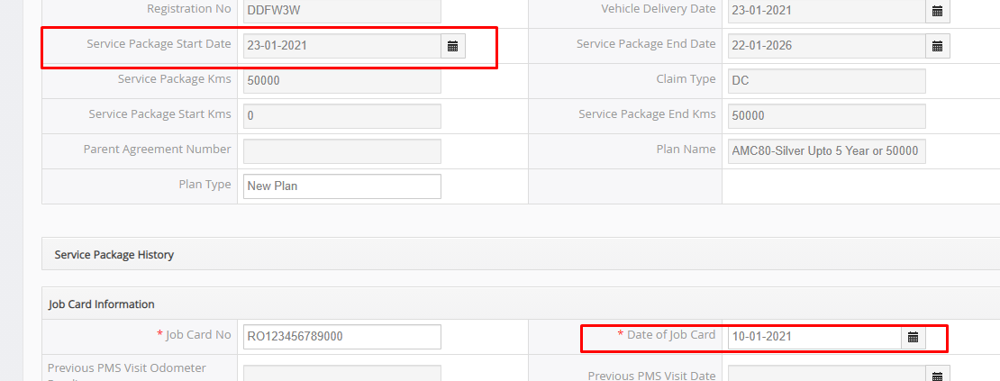 Registration No DDFW3W Vehicle Delivery Date 23-01-2021
Service Package Start Date 23-01-2021 Service Package End Date 22-01-2026
Service Package Kms 50000 Claim Type DC
Service Package Start Kms 0 Service Package End Kms 50000
Parent Agreement Number Plan Name AMC80-Silver Upto 5 Year or 50000
Plan Type New Plan
Service Package History
Job Card Information
* Job Card No RO123456789000 * Date of Job Card 10-01-2021
Previous PMS Visit Odometer Previous PMS Visit Date